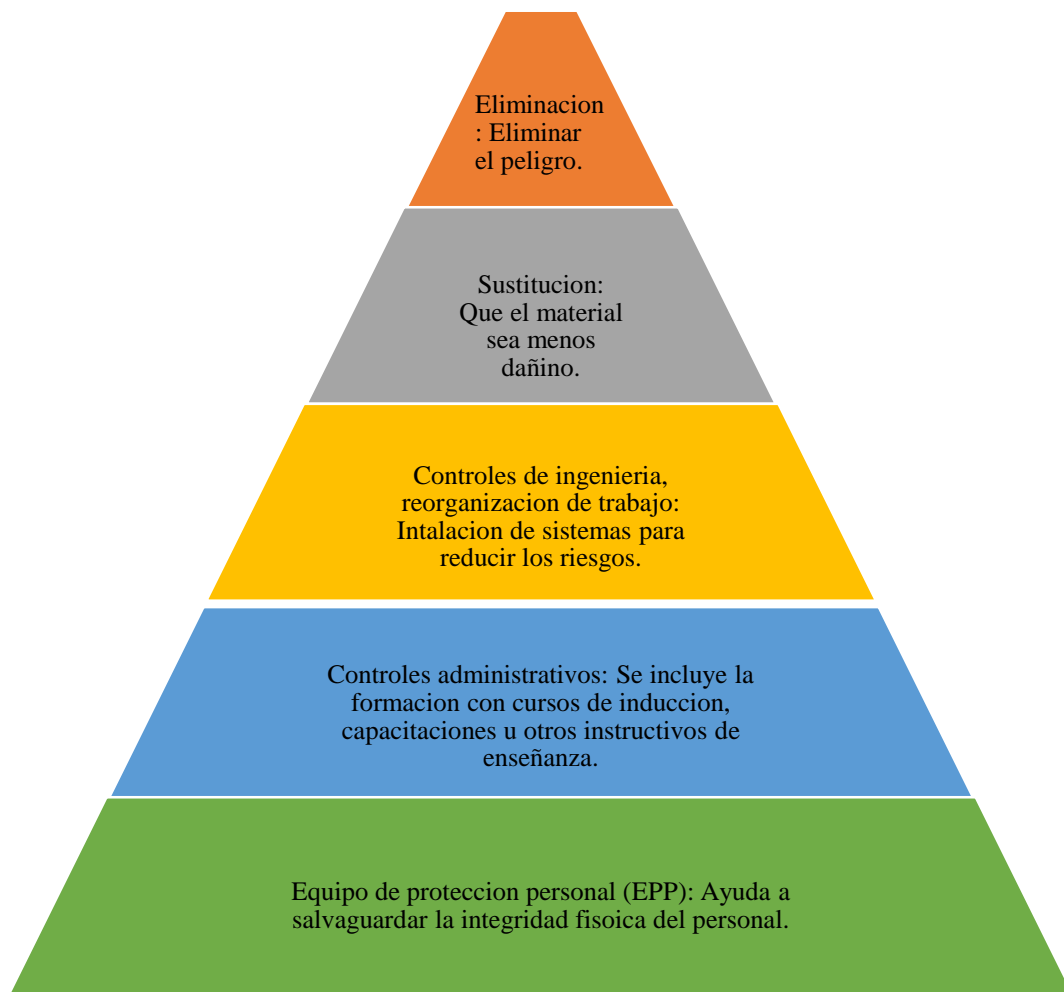 Eliminacion
: Eliminar
el peligro.
Sustitucion:
Que el material
sea menos
dañino.
Controles de ingenieria,
reorganizacion de trabajo:
Intalacion de sistemas para
reducir los riesgos.
Controles administrativos: Se incluye la
formacion con cursos de induccion,
capacitaciones u otros instructivos de
enseñanza.
Equipo de proteccion personal (EPP): Ayuda a
salvaguardar la integridad fisoica del personal.